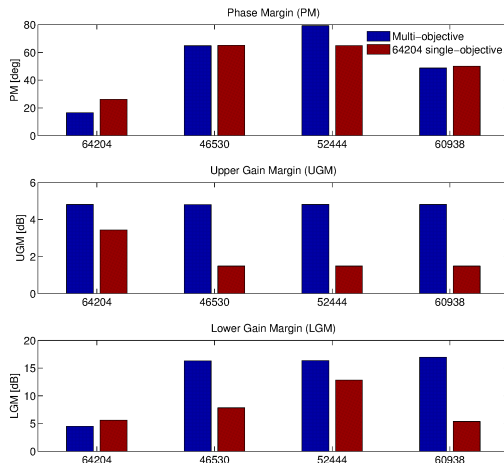 Phase Margin (PM)
80
60
40
20
0
PM [deg]
Multi-objective
64204 single-objective
64204 46530 52444 60938
Upper Gain Margin (UGM)
6
4
2
0
UGM [dB]
64204 46530 52444 60938
Lower Gain Margin (LGM)
20
15
10
5
0
LGM [dB]
64204 46530 52444 60938